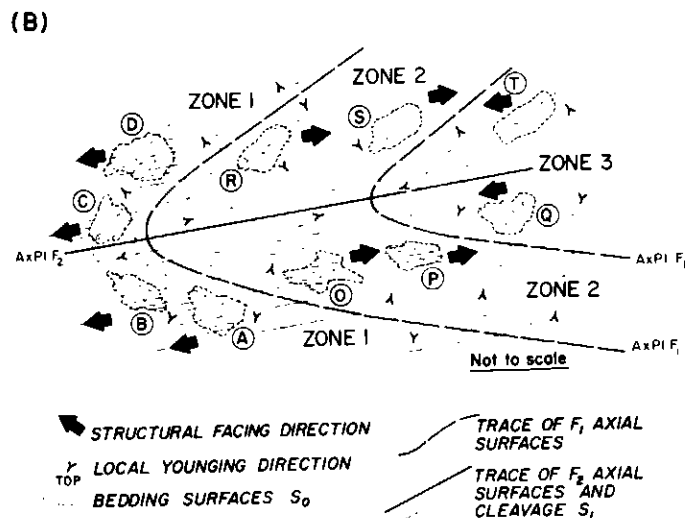 (B)
ZONE 1
ZONE 2
T
S
D
R
ZONE 3
C
Q
AxPl F2
AxPl F1
P
O
ZONE 2
B
A
ZONE 1
AxPl F1
Not to scale
STRUCTURAL FACING DIRECTION
TRACE OF F1 AXIAL
SURFACES
TOP LOCAL YOUNGING DIRECTION
BEDDING SURFACES S0
TRACE OF F2 AXIAL
SURFACES AND
CLEAVAGE S1